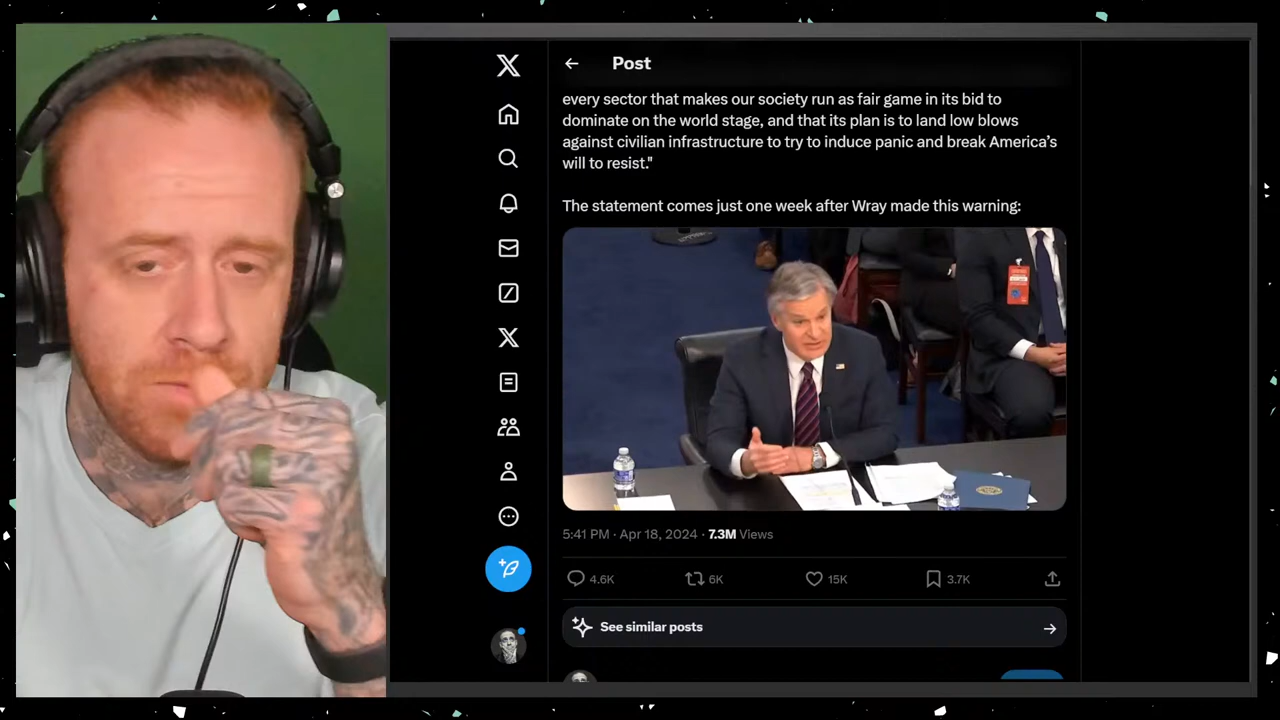 Post
every sector that makes our society run as fair game in its bid to
dominate on the world stage, and that its plan is to land low blows
against civilian infrastructure to try to induce panic and break America’s
will to resist."
The statement comes just one week after Wray made this warning:
5:41 PM · Apr 18, 2024 · 7.3M Views
4.6K 6K 15K 3.7K
See similar posts